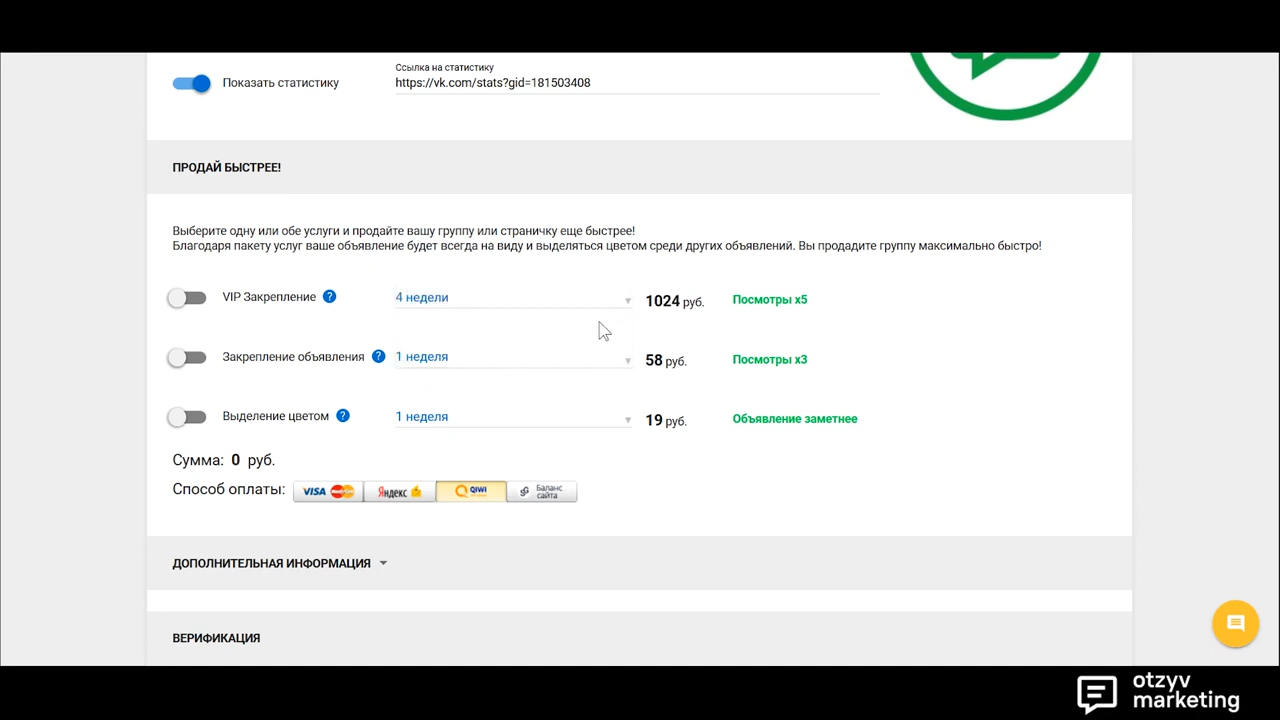 Ссылка на статистику
Показать статистику
https://vk.com/stats?gid=181503408
ПРОДАЙ БЫСТРЕЕ!
Выберите одну или обе услуги и продайте вашу группу или страничку еще быстрее!
Благодаря пакету услуг ваше объявление будет всегда на виду и выделяться цветом среди других объявлений. Вы продадите группу максимально быстро!
VIP Закрепление ? 4 недели 1024 руб. Посмотры x5
Закрепление объявления ? 1 неделя 58 руб. Посмотры x3
Выделение цветом ? 1 неделя 19 руб. Объявление заметнее
Сумма: 0 руб.
Способ оплаты: VISA MasterCard Яндекс QIWI Баланс сайта
ДОПОЛНИТЕЛЬНАЯ ИНФОРМАЦИЯ
ВЕРИФИКАЦИЯ
otzyv
marketing